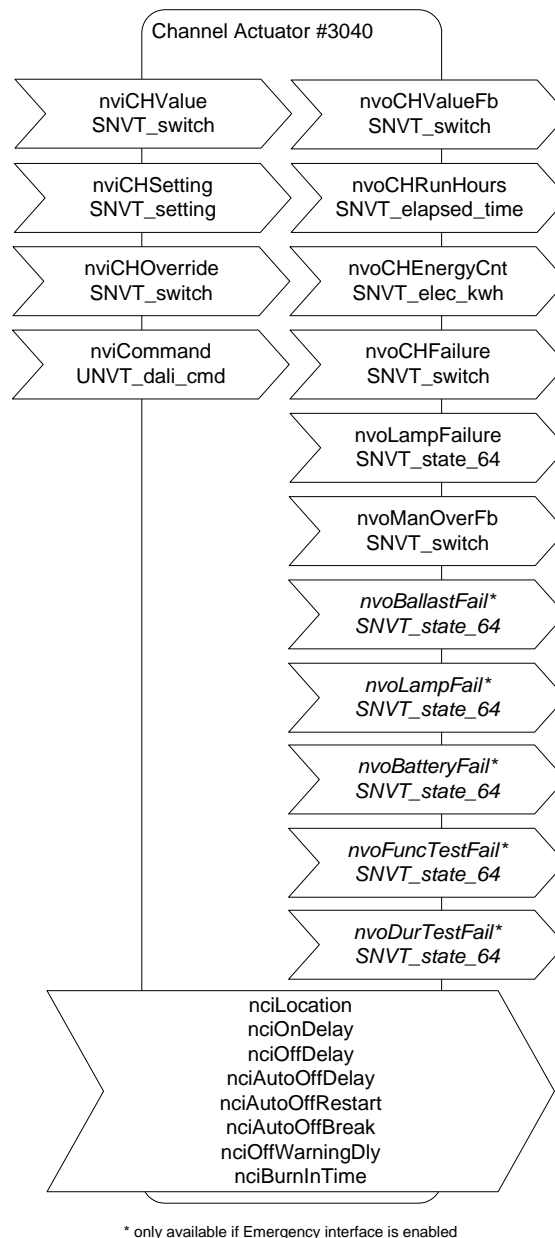 Channel Actuator #3040
nviCHValue
SNVT_switch
nvoCHValueFb
SNVT_switch
nviCHSetting
SNVT_setting
nvoCHRunHours
SNVT_elapsed_time
nviCHOverride
SNVT_switch
nvoCHEnergyCnt
SNVT_elec_kwh
nviCommand
UNVT_dali_cmd
nvoCHFailure
SNVT_switch
nvoLampFailure
SNVT_state_64
nvoManOverFb
SNVT_switch
nvoBallastFail*
SNVT_state_64
nvoLampFail*
SNVT_state_64
nvoBatteryFail*
SNVT_state_64
nvoFuncTestFail*
SNVT_state_64
nvoDurTestFail*
SNVT_state_64
nciLocation
nciOnDelay
nciOffDelay
nciAutoOffDelay
nciAutoOffRestart
nciAutoOffBreak
nciOffWarningDly
nciBurnInTime
* only available if Emergency interface is enabled